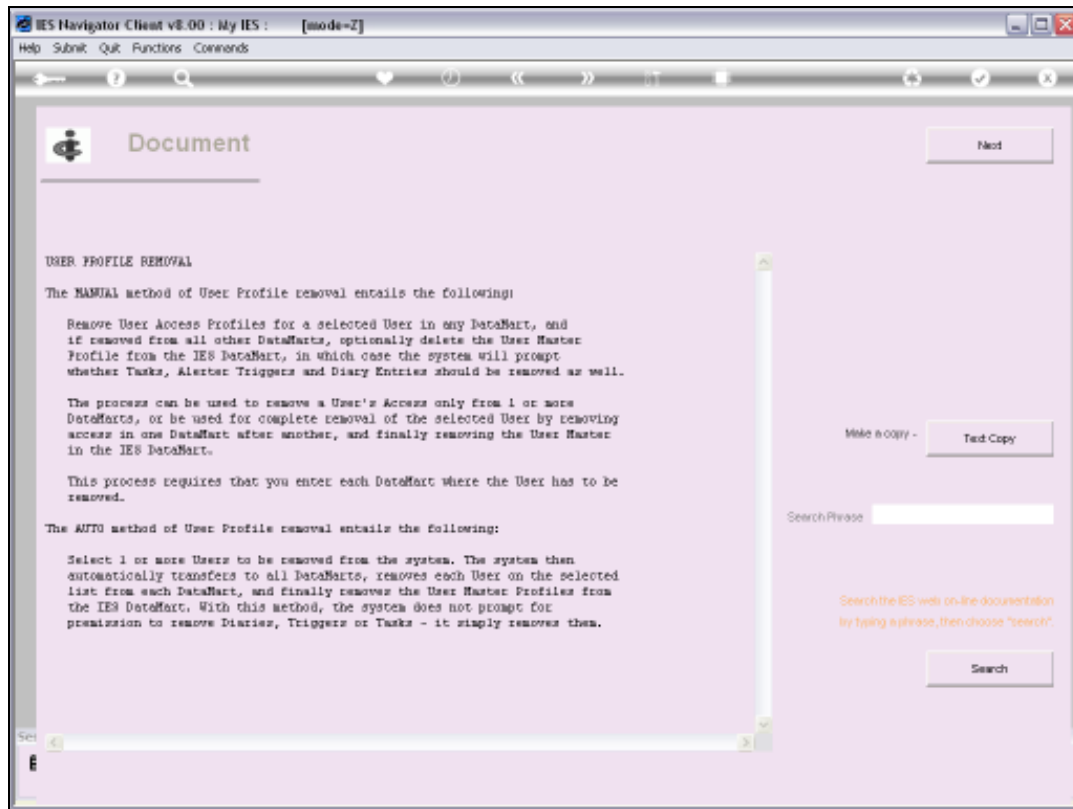 IES Navigator Client v8.00 : My IES : [mode=Z]
Help Submit Quit Functions Commands
Document
Next
USER PROFILE REMOVAL
The MANUAL method of User Profile removal entails the following:
Remove User Access Profiles for a selected User in any DataMart, and
if removed from all other DataMarts, optionally delete the User Master
Profile from the IES DataMart, in which case the system will prompt
whether Tasks, Alerter Triggers and Diary Entries should be removed as well.
The process can be used to remove a User's Access only from 1 or more
DataMarts, or be used for complete removal of the selected User by removing
access in one DataMart after another, and finally removing the User Master
in the IES DataMart.
This process requires that you enter each DataMart where the User has to be
removed.
The AUTO method of User Profile removal entails the following:
Select 1 or more Users to be removed from the system. The system then
automatically transfers to all DataMarts, removes each User on the selected
list from each DataMart, and finally removes the User Master Profiles from
the IES DataMart. With this method, the system does not prompt for
premission to remove Diaries, Triggers or Tasks - it simply removes them.
Make a copy -
Text Copy
Search Phrase
Search the IES web on-line documentation
by typing a phrase, then choose "search".
Search